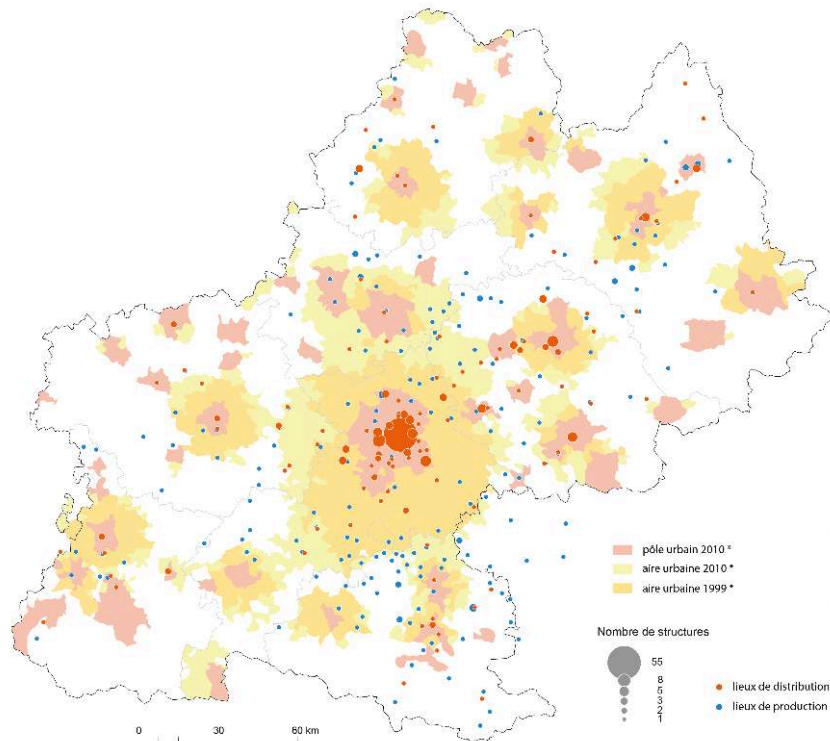 pôle urbain 2010 *
aire urbaine 2010 *
aire urbaine 1999 *
Nombre de structures
55
8
5
3
2
1
lieux de distribution
lieux de production
0 30 60 km